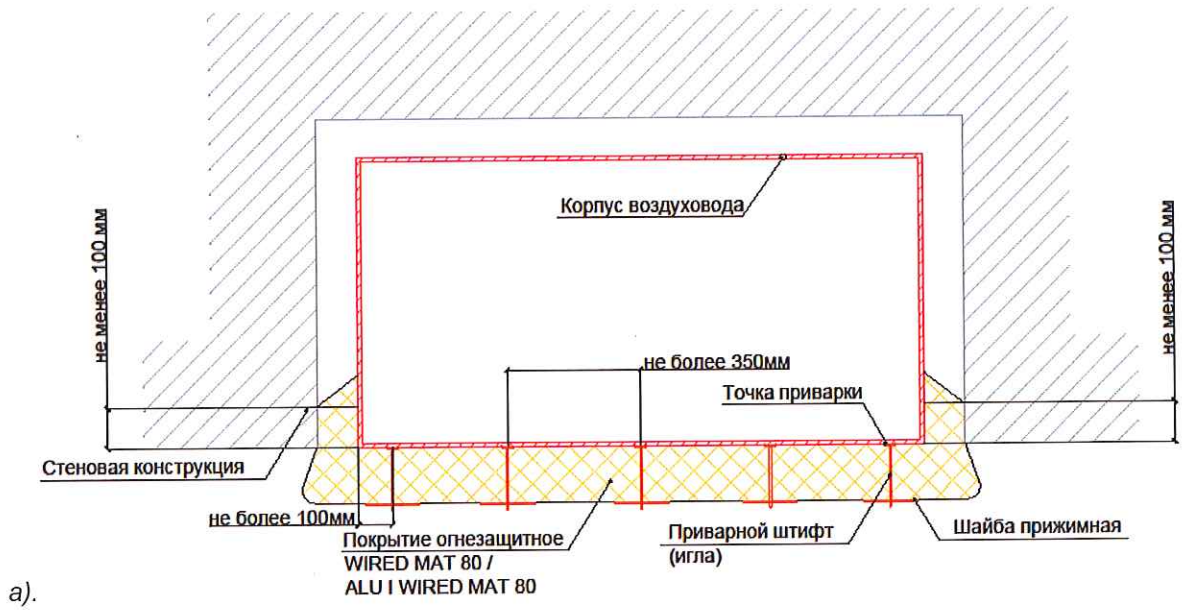 Корпус воздуховода
не менее 100 мм
не менее 100 мм
не более 350мм
Точка приварки
Стеновая конструкция
не более 100мм
Покрытие огнезащитное
WIRED MAT 80 /
ALU I WIRED MAT 80
Приварной штифт
(игла)
Шайба прижимная
а).